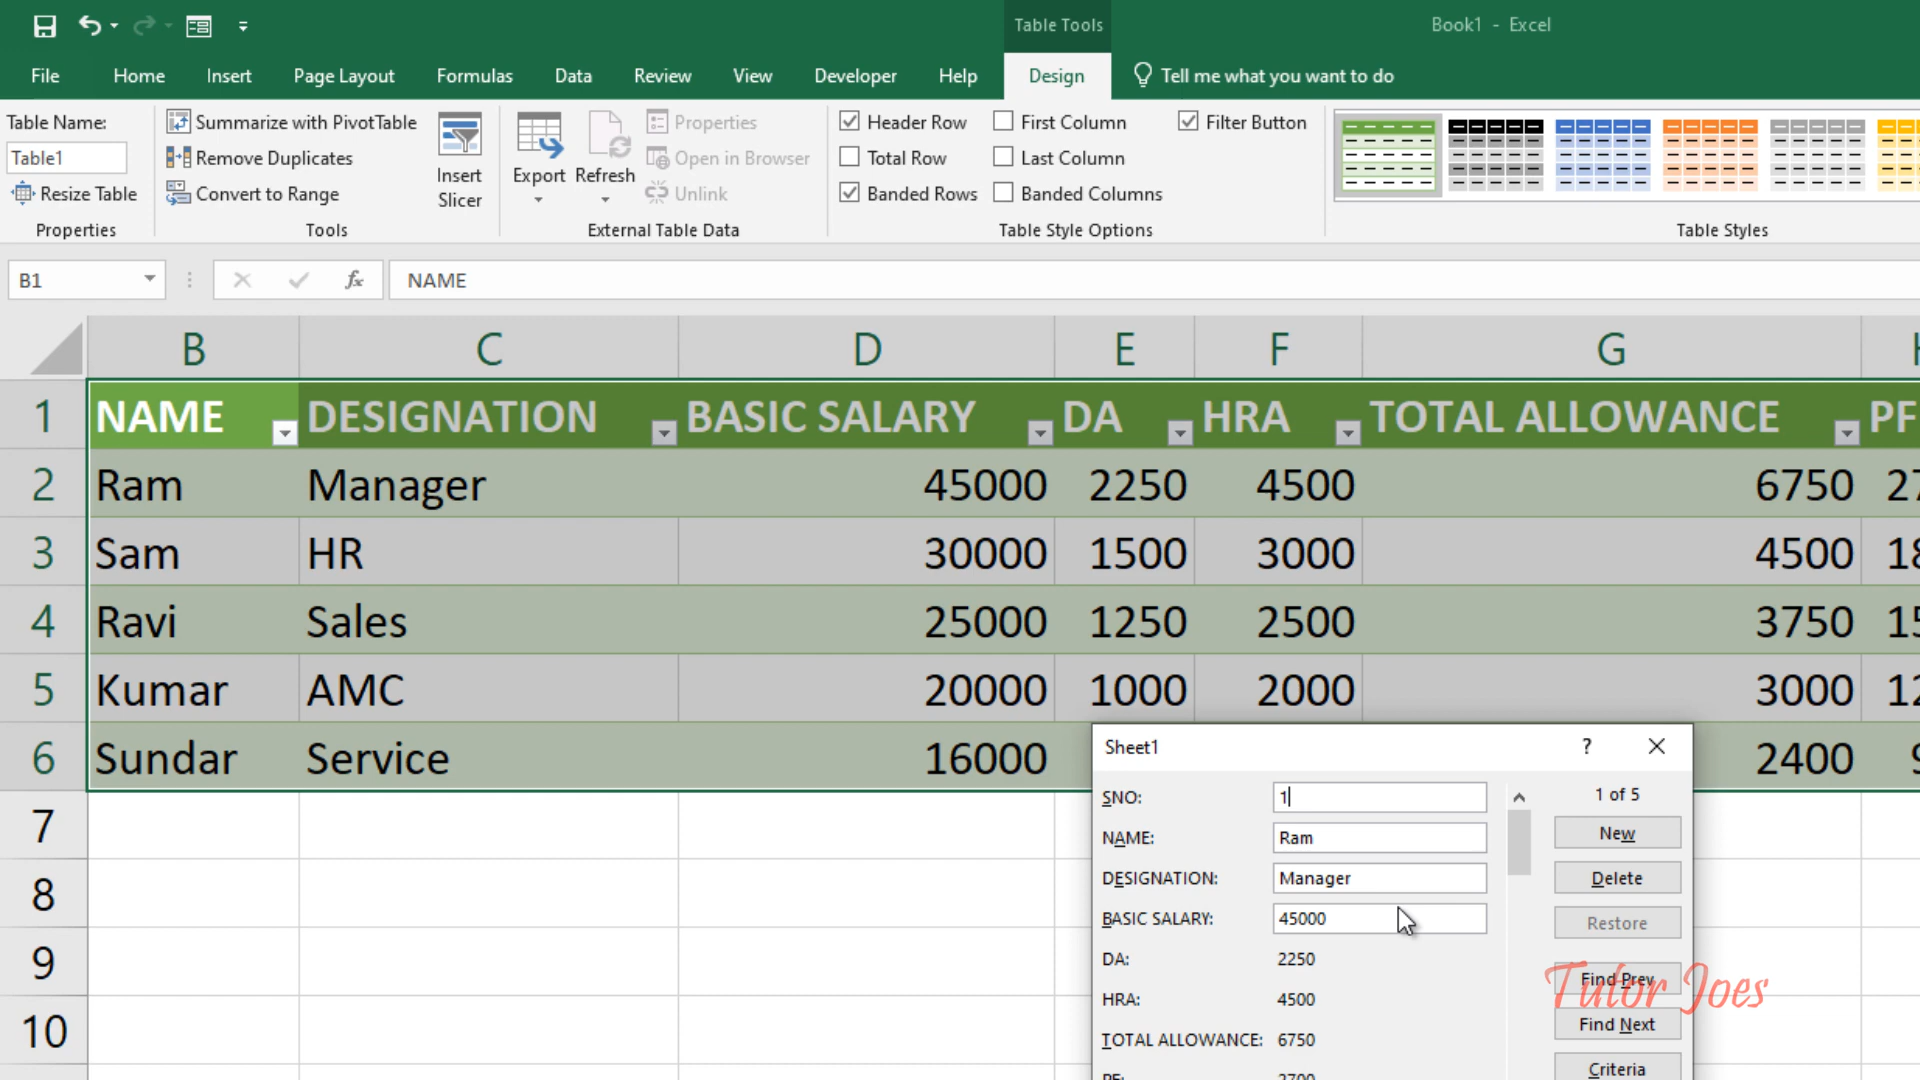 Table Tools
Book1 - Excel
File Home Insert Page Layout Formulas Data Review View Developer Help Design Tell me what you want to do
Table Name:
Table1
Resize Table
Properties
Summarize with PivotTable
Remove Duplicates
Convert to Range
Tools
Insert
Slicer
Export
Refresh
Properties
Open in Browser
Unlink
External Table Data
Header Row
Total Row
Banded Rows
First Column
Last Column
Banded Columns
Filter Button
Table Style Options
Table Styles
B1
fx
NAME
B C D E F G
1 NAME DESIGNATION BASIC SALARY DA HRA TOTAL ALLOWANCE PF
2 Ram Manager 45000 2250 4500 6750 27
3 Sam HR 30000 1500 3000 4500 18
4 Ravi Sales 25000 1250 2500 3750 15
5 Kumar AMC 20000 1000 2000 3000 12
6 Sundar Service 16000 2400 9
7
8
9
10
Sheet1
?
SNO: 1
NAME: Ram
DESIGNATION: Manager
BASIC SALARY: 45000
DA: 2250
HRA: 4500
TOTAL ALLOWANCE: 6750
PF: 2700
1 of 5
New
Delete
Restore
Find Prev
Find Next
Criteria
Tutor Joes